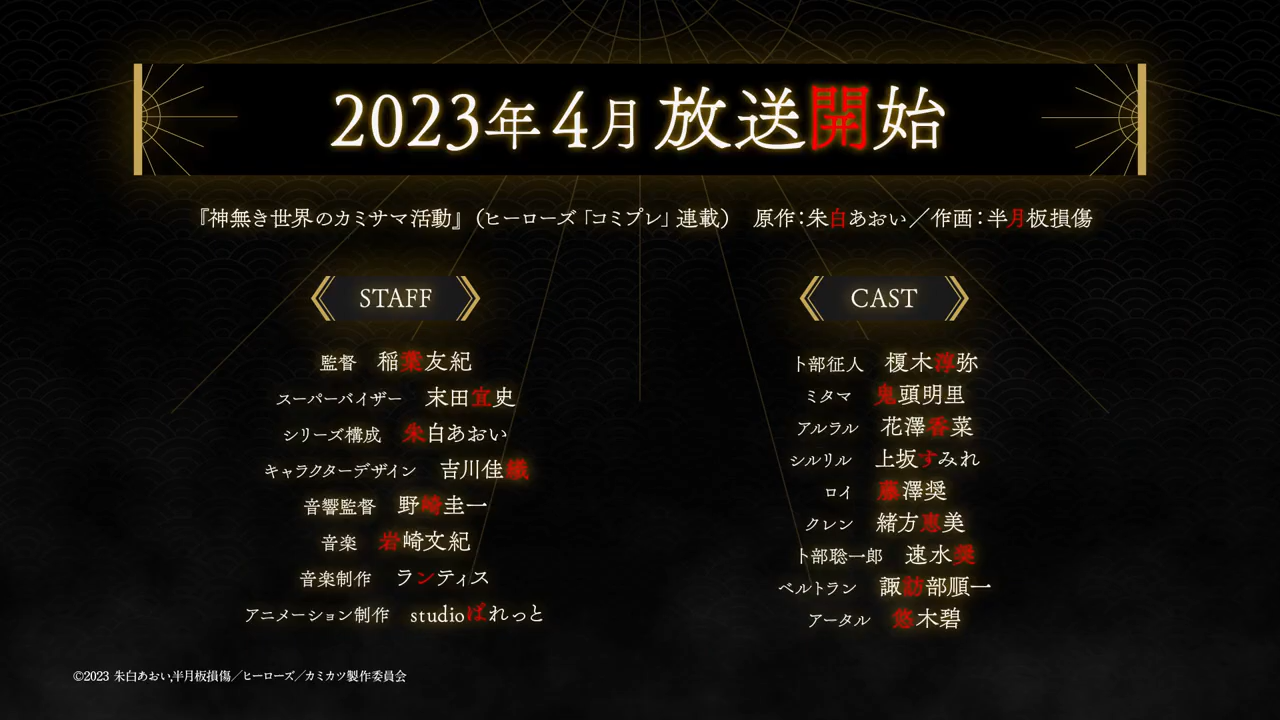 2023年4月放送開始
『神無き世界のカミサマ活動』（ヒーローズ「コミプレ」連載）　原作：朱白あおい／作画：半月板損傷
STAFF
監督　稲葉友紀
スーパーバイザー　末田宜史
シリーズ構成　朱白あおい
キャラクターデザイン　吉川佳織
音響監督　野崎圭一
音楽　岩崎文紀
音楽制作　ランティス
アニメーション制作　studioぱれっと
CAST
卜部征人　榎木淳弥
ミタマ　鬼頭明里
アルラル　花澤香菜
シルリル　上坂すみれ
ロイ　藤澤奨
クレン　緒方恵美
卜部聡一郎　速水奨
ベルトラン　諏訪部順一
アータル　悠木碧
©2023 朱白あおい,半月板損傷／ヒーローズ／カミカツ製作委員会